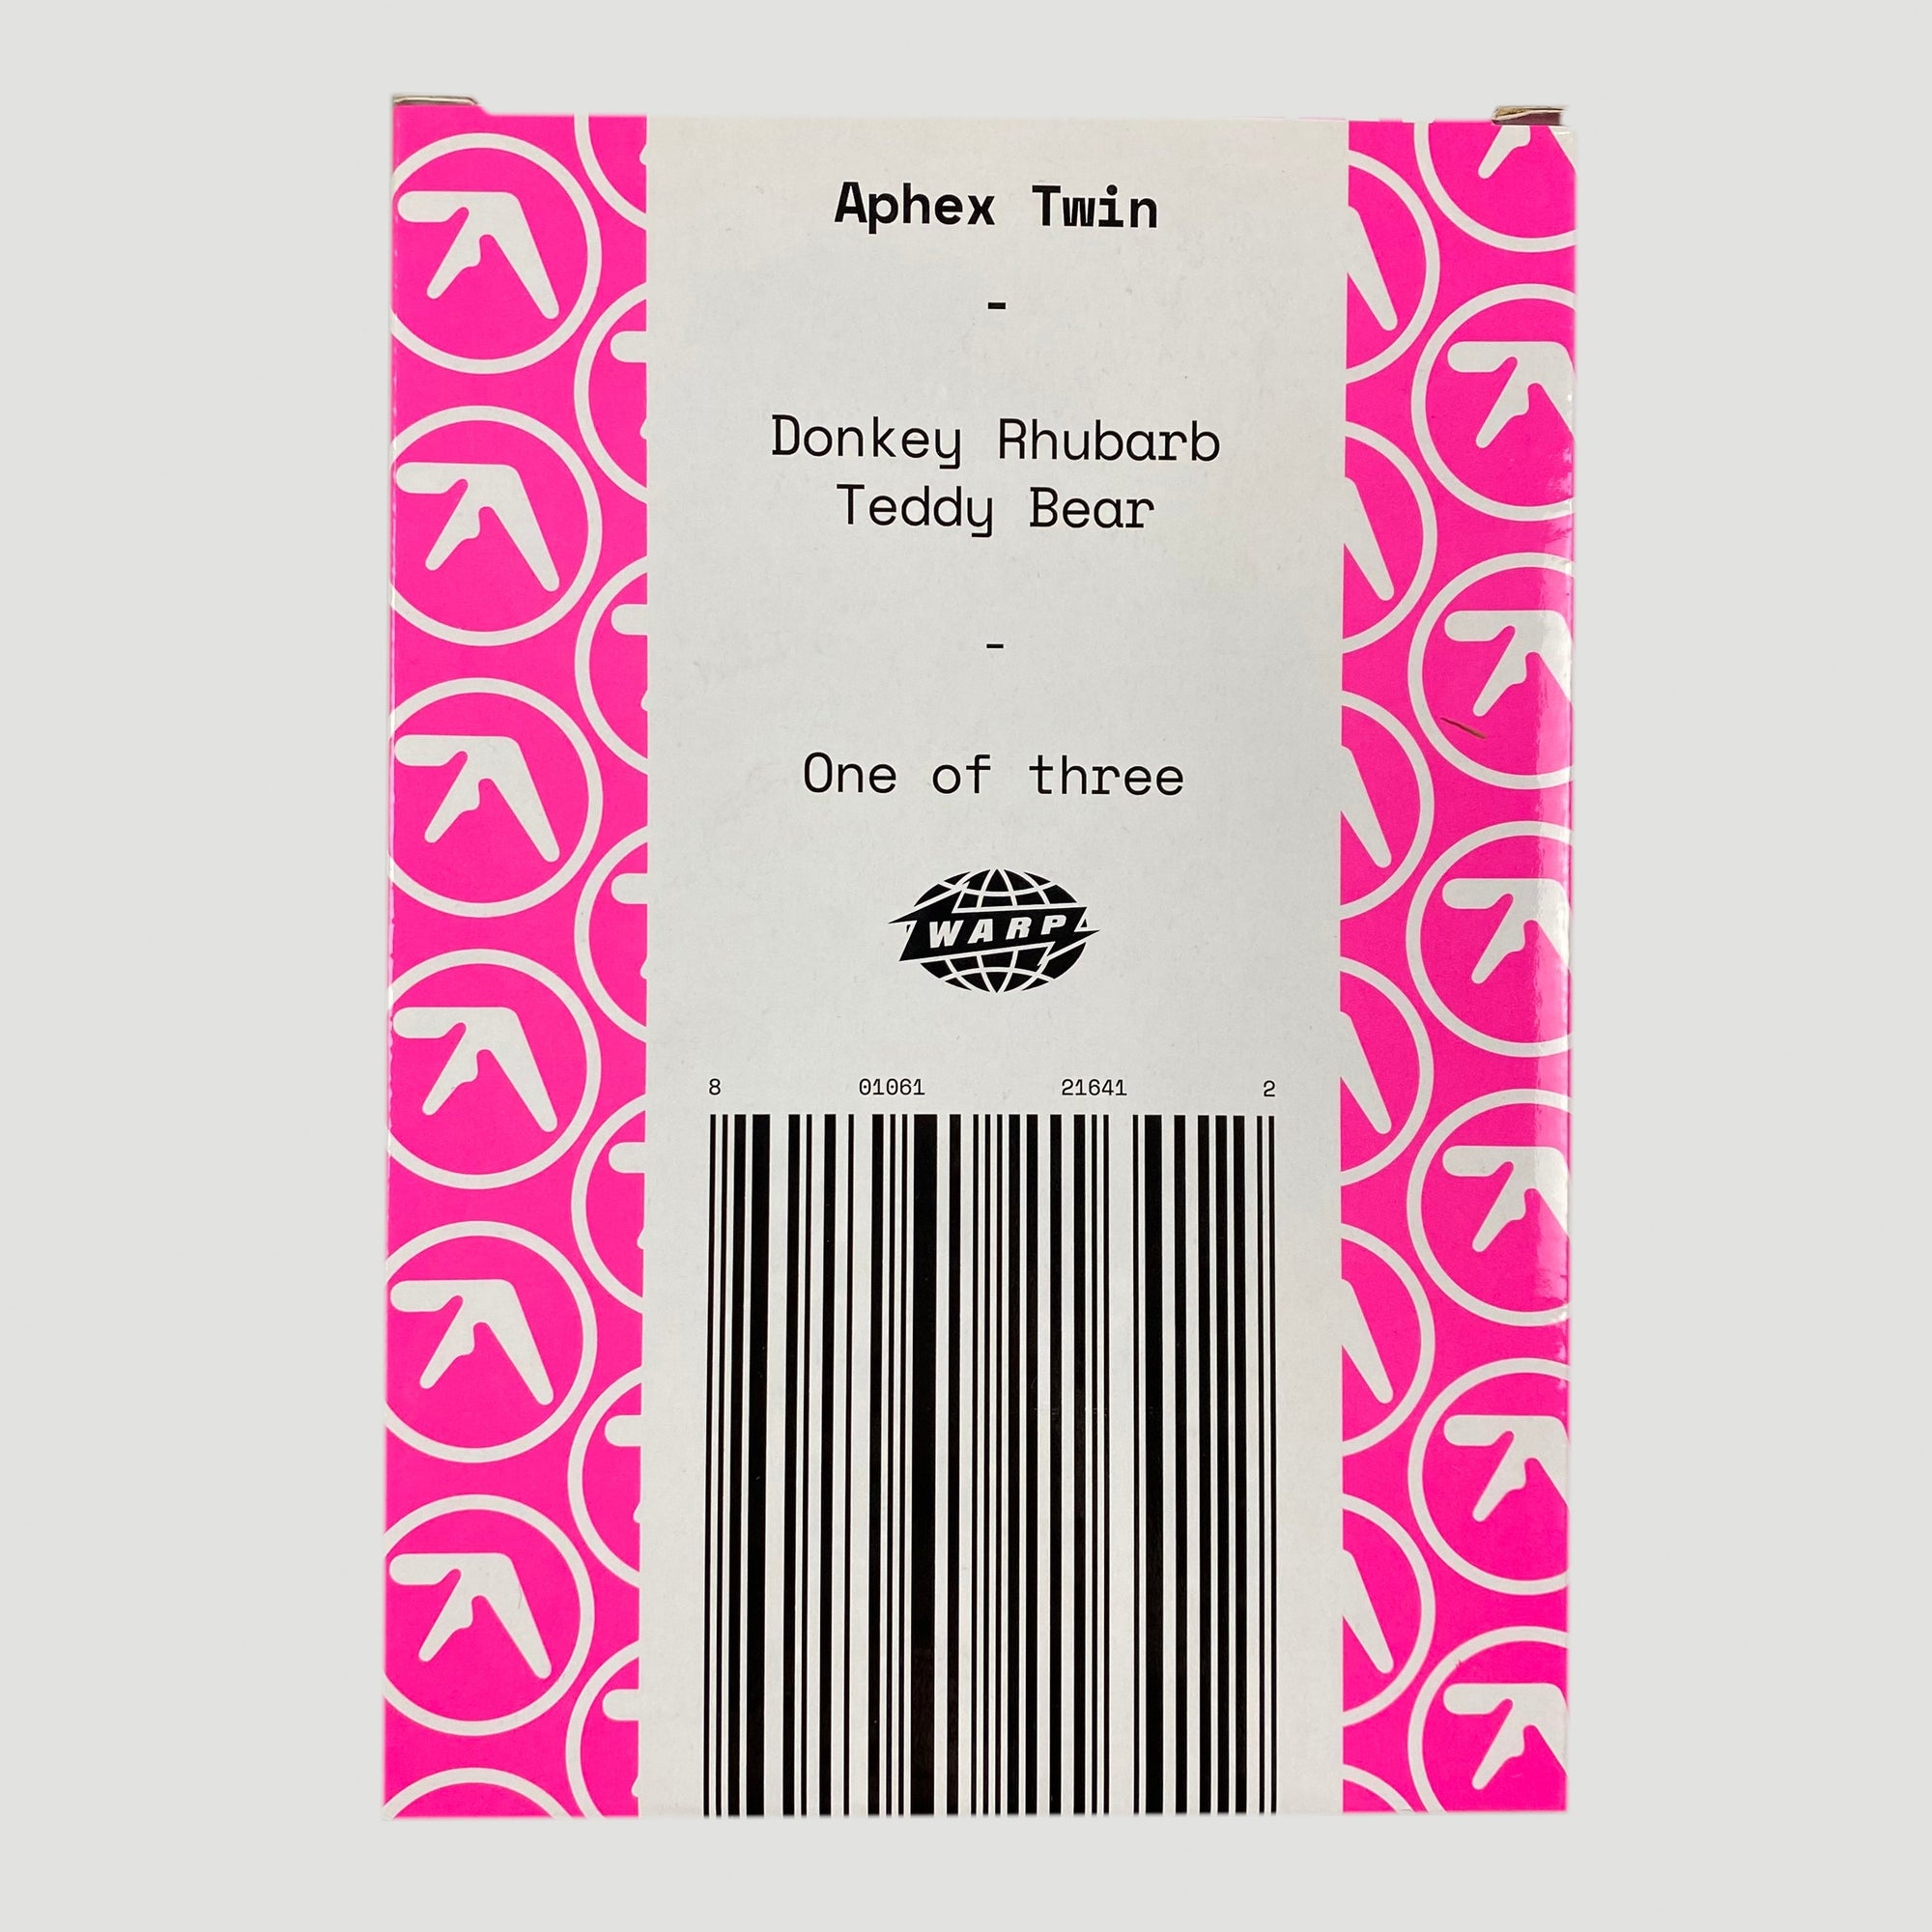 Aphex Twin
-
Donkey Rhubarb
Teddy Bear
-
One of three
WARP
8 01061 21641 2